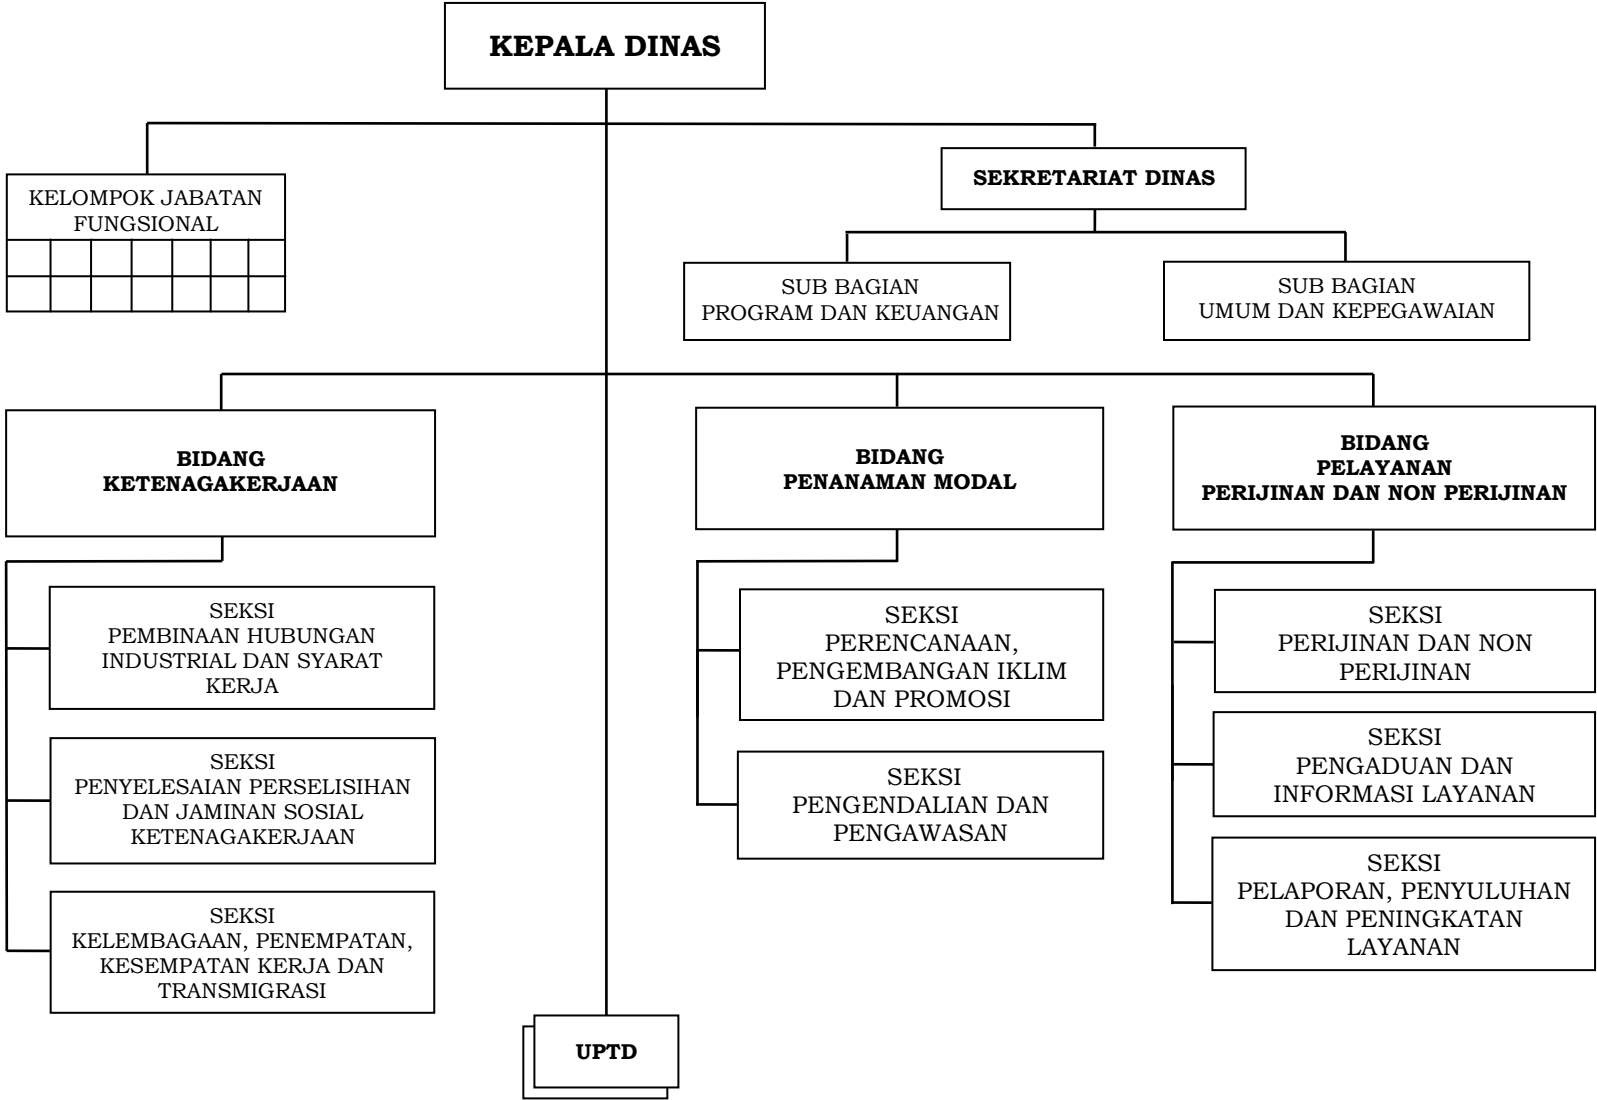 KEPALA DINAS
KELOMPOK JABATAN
FUNGSIONAL
SEKRETARIAT DINAS
SUB BAGIAN
PROGRAM DAN KEUANGAN
SUB BAGIAN
UMUM DAN KEPEGAWAIAN
BIDANG
KETENAGAKERJAAN
BIDANG
PENANAMAN MODAL
BIDANG
PELAYANAN
PERIJINAN DAN NON PERIJINAN
SEKSI
PEMBINAAN HUBUNGAN
INDUSTRIAL DAN SYARAT
KERJA
SEKSI
PENYELESAIAN PERSELISIHAN
DAN JAMINAN SOSIAL
KETENAGAKERJAAN
SEKSI
KELEMBAGAAN, PENEMPATAN,
KESEMPATAN KERJA DAN
TRANSMIGRASI
SEKSI
PERENCANAAN,
PENGEMBANGAN IKLIM
DAN PROMOSI
SEKSI
PENGENDALIAN DAN
PENGAWASAN
SEKSI
PERIJINAN DAN NON
PERIJINAN
SEKSI
PENGADUAN DAN
INFORMASI LAYANAN
SEKSI
PELAPORAN, PENYULUHAN
DAN PENINGKATAN
LAYANAN
UPTD